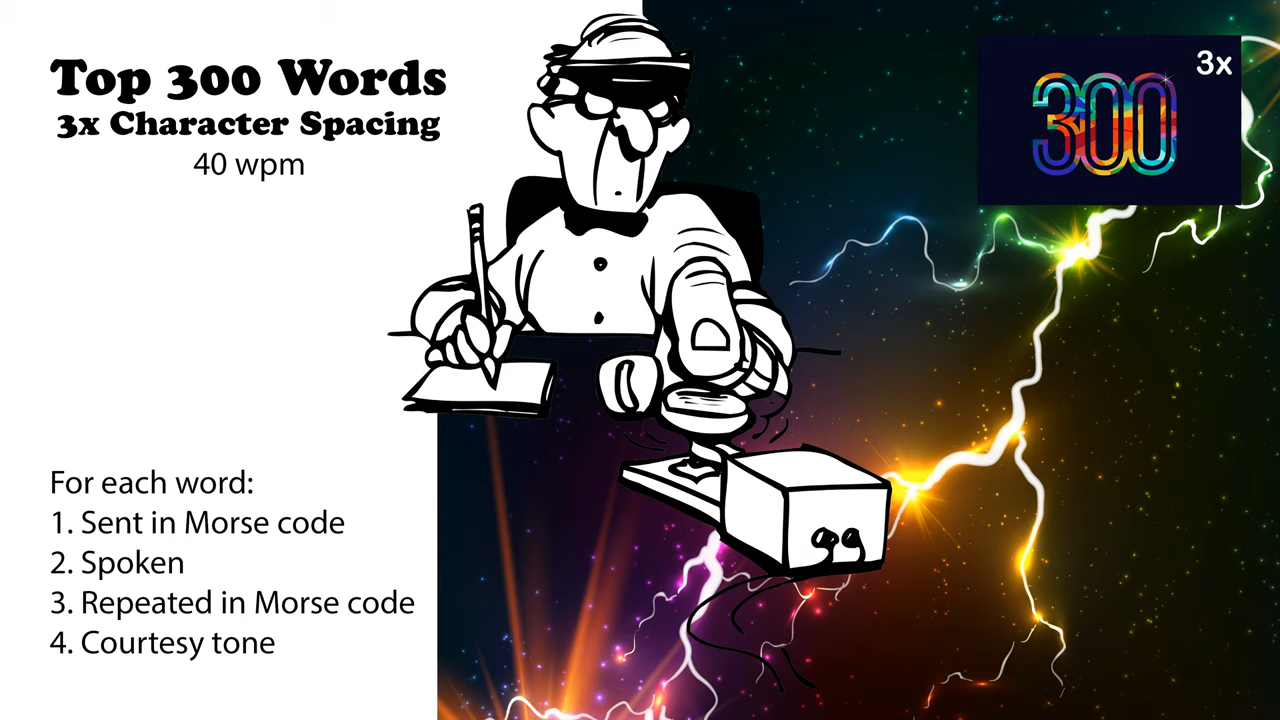 Top 300 Words
3x Character Spacing
40 wpm
3x
300
For each word:
1. Sent in Morse code
2. Spoken
3. Repeated in Morse code
4. Courtesy tone